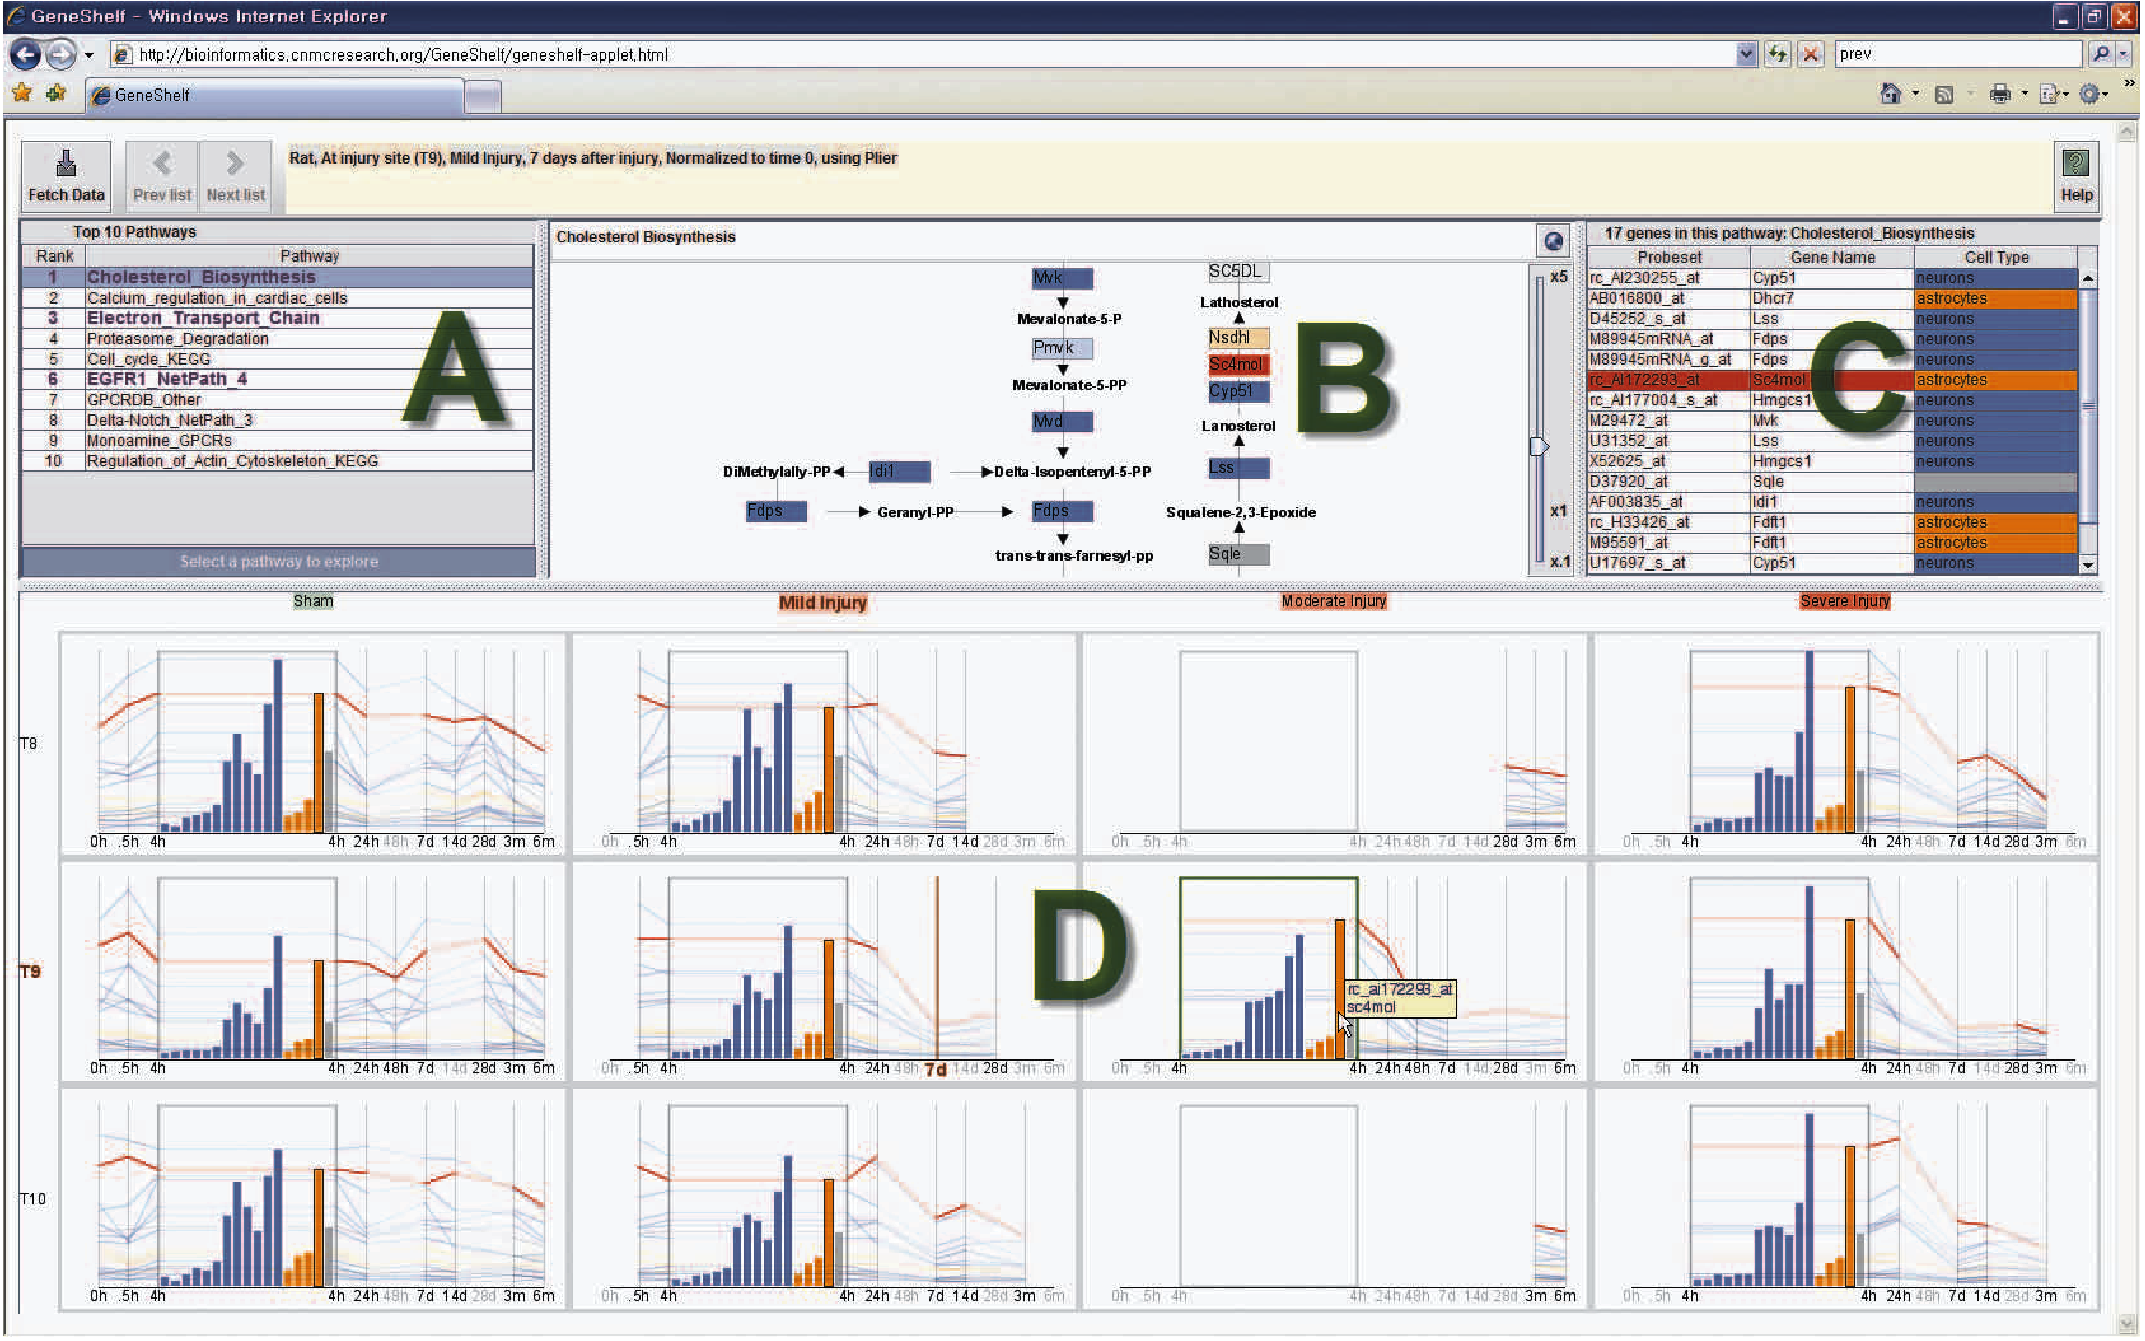 GeneShelf - Windows Internet Explorer
http://bioinformatics.cnmcresearch.org/GeneShelf/geneshelf-applet.html
prev
GeneShelf
Fetch Data
Prev list
Next list
Rat, At injury site (T9), Mild Injury, 7 days after injury, Normalized to time 0, using Plier
Help
Top 10 Pathways
Rank Pathway
1 Cholesterol_Biosynthesis
2 Calcium_regulation_in_cardiac_cells
3 Electron_Transport_Chain
4 Proteasome_Degradation
5 Cell_cycle_KEGG
6 EGFR1_NetPath_4
7 GPCRDB_Other
8 Delta-Notch_NetPath_3
9 Monoamine_GPCRs
10 Regulation_of_Actin_Cytoskeleton_KEGG
Select a pathway to explore
A
Cholesterol Biosynthesis
Mvk
Mevalonate-5-P
Pmvk
Mevalonate-5-PP
Mvd
DiMethylally-PP
Idi1
Delta-Isopentenyl-5-PP
Fdps
Geranyl-PP
Fdps
trans-trans-farnesyl-pp
SC5DL
Lathosterol
Nsdhl
Sc4mol
Cyp51
Lanosterol
Lss
Squalene-2,3-Epoxide
Sqle
B
x5
x1
x.1
17 genes in this pathway: Cholesterol_Biosynthesis
Probeset Gene Name Cell Type
rc_AI230255_at Cyp51 neurons
AB016800_at Dhcr7 astrocytes
D45252_s_at Lss neurons
M89945mRNA_at Fdps neurons
M89945mRNA_g_at Fdps neurons
rc_AI172293_at Sc4mol astrocytes
rc_AI177004_s_at Hmgcs1 neurons
M29472_at Mvk neurons
U31352_at Lss neurons
X52625_at Hmgcs1 neurons
D37920_at Sqle
AF003835_at Idi1 neurons
rc_H33426_at Fdft1 astrocytes
M95591_at Fdft1 astrocytes
U17697_s_at Cyp51 neurons
C
Sham Mild Injury Moderate Injury Severe Injury
T8
0h .5h 4h 4h 24h 48h 7d 14d 28d 3m 6m
0h .5h 4h 4h 24h 48h 7d 14d 28d 3m 6m
0h .5h 4h 4h 24h 48h 7d 14d 28d 3m 6m
0h .5h 4h 4h 24h 48h 7d 14d 28d 3m 6m
T9
D
rc_ai172293_at
sc4mol
0h .5h 4h 4h 24h 48h 7d 14d 28d 3m 6m
0h .5h 4h 4h 24h 48h 7d 14d 28d 3m 6m
0h .5h 4h 4h 24h 48h 7d 14d 28d 3m 6m
0h .5h 4h 4h 24h 48h 7d 14d 28d 3m 6m
T10
0h .5h 4h 4h 24h 48h 7d 14d 28d 3m 6m
0h .5h 4h 4h 24h 48h 7d 14d 28d 3m 6m
0h .5h 4h 4h 24h 48h 7d 14d 28d 3m 6m
0h .5h 4h 4h 24h 48h 7d 14d 28d 3m 6m